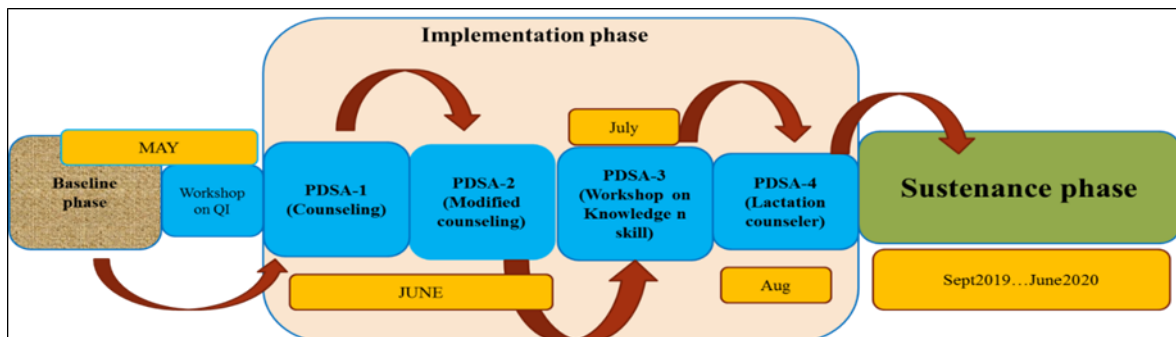 Implementation phase
MAY
Baseline
phase
Workshop
on QI
PDSA-1
(Counseling)
PDSA-2
(Modified
counseling)
JUNE
July
PDSA-3
(Workshop on
Knowledge n
skill)
PDSA-4
(Lactation
counseler)
Aug
Sustenance phase
Sept2019...June2020